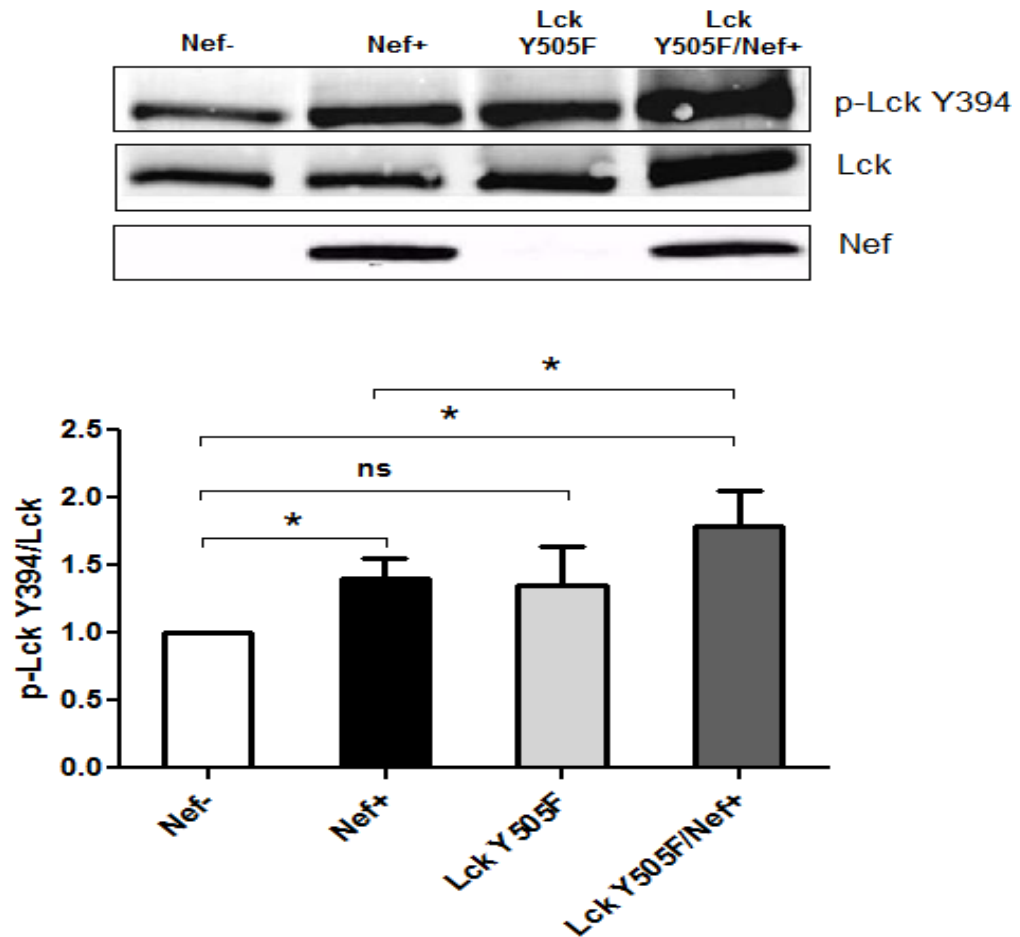 Nef-
Nef+
Lck
Y505F
Lck
Y505F/Nef+
p-Lck Y394
Lck
Nef
*
*
ns
*
2.5
2.0
1.5
1.0
0.5
0.0
p-Lck Y394/Lck
Nef-
Nef+
Lck Y505F
Lck Y505F/Nef+